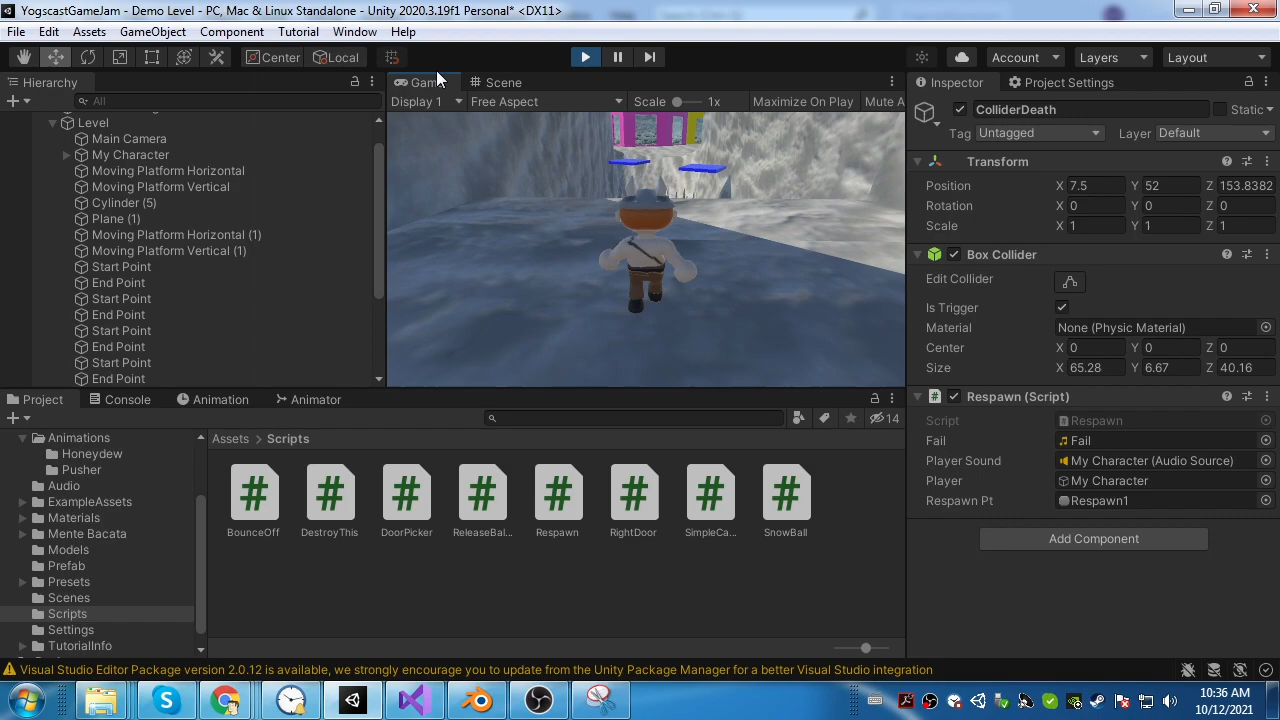 YogscastGameJam - Demo Level - PC, Mac & Linux Standalone - Unity 2020.3.19f1 Personal* <DX11>
File Edit Assets GameObject Component Tutorial Window Help
Center Local Account Layers Layout
Hierarchy
All
Level
Main Camera
My Character
Moving Platform Horizontal
Moving Platform Vertical
Cylinder (5)
Plane (1)
Moving Platform Horizontal (1)
Moving Platform Vertical (1)
Start Point
End Point
Start Point
End Point
Start Point
End Point
Start Point
End Point
Scene
Display 1 Free Aspect Scale 1x Maximize On Play Mute A
Inspector Project Settings
ColliderDeath Static
Tag Untagged Layer Default
Transform
Position X 7.5 Y 52 Z 153.8382
Rotation X 0 Y 0 Z 0
Scale X 1 Y 1 Z 1
Box Collider
Edit Collider
Is Trigger
Material None (Physic Material)
Center X 0 Y 0 Z 0
Size X 65.28 Y 6.67 Z 40.16
# Respawn (Script)
Script Respawn
Fail Fail
Player Sound My Character (Audio Source)
Player My Character
Respawn Pt Respawn1
Add Component
Project Console Animation Animator
14
Animations
Honeydew
Pusher
Audio
ExampleAssets
Materials
Mente Bacata
Models
Prefab
Presets
Scenes
Scripts
Settings
TutorialInfo
Assets > Scripts
# # # # # # # #
BounceOff DestroyThis DoorPicker ReleaseBal... Respawn RightDoor SimpleCa... SnowBall
Visual Studio Editor Package version 2.0.12 is available, we strongly encourage you to update from the Unity Package Manager for a better Visual Studio integration
10:36 AM
10/12/2021